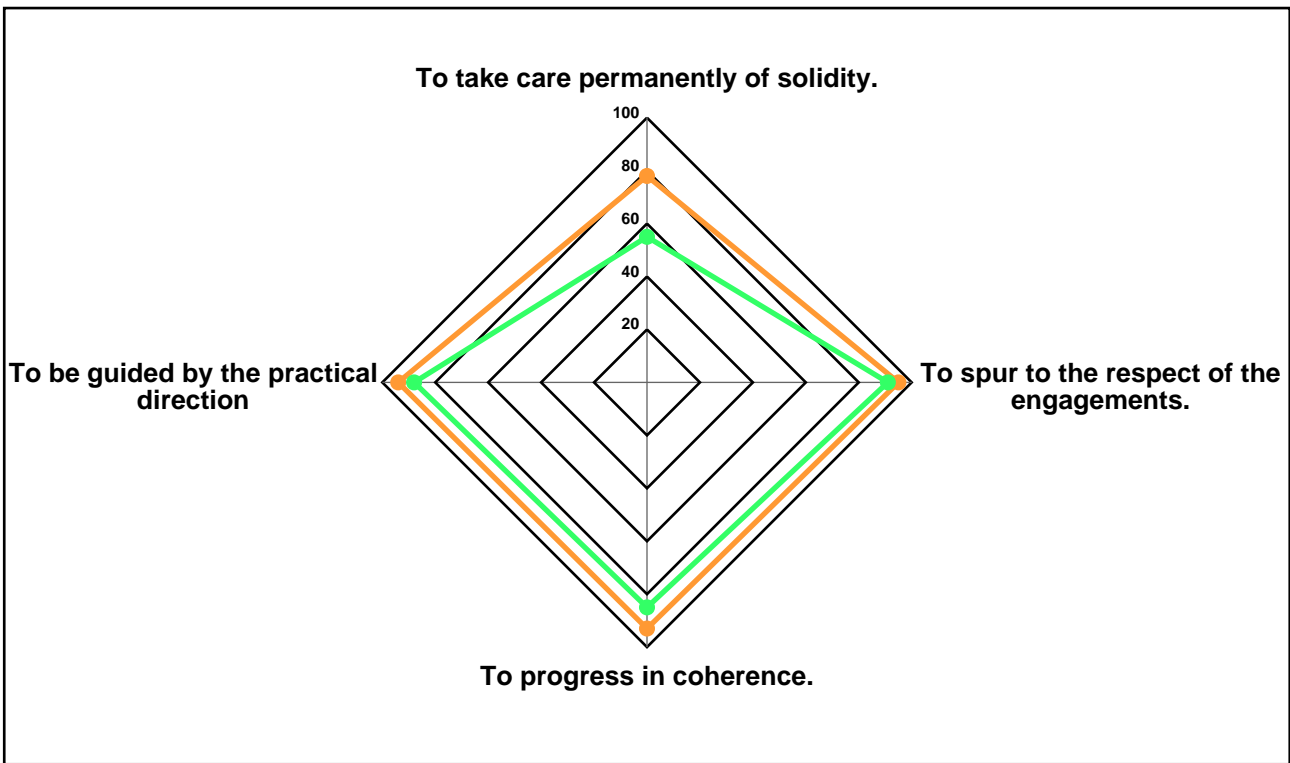 To take care permanently of solidity.
100
80
60
40
20
To be guided by the practical
direction
To spur to the respect of the
engagements.
To progress in coherence.